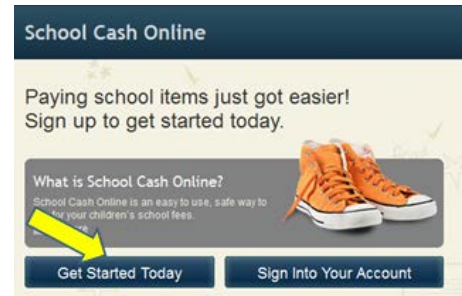 School Cash Online
Paying school items just got easier!
Sign up to get started today.
What is School Cash Online?
School Cash Online is an easy to use, safe way to
for your children's school fees.
Get Started Today
Sign Into Your Account